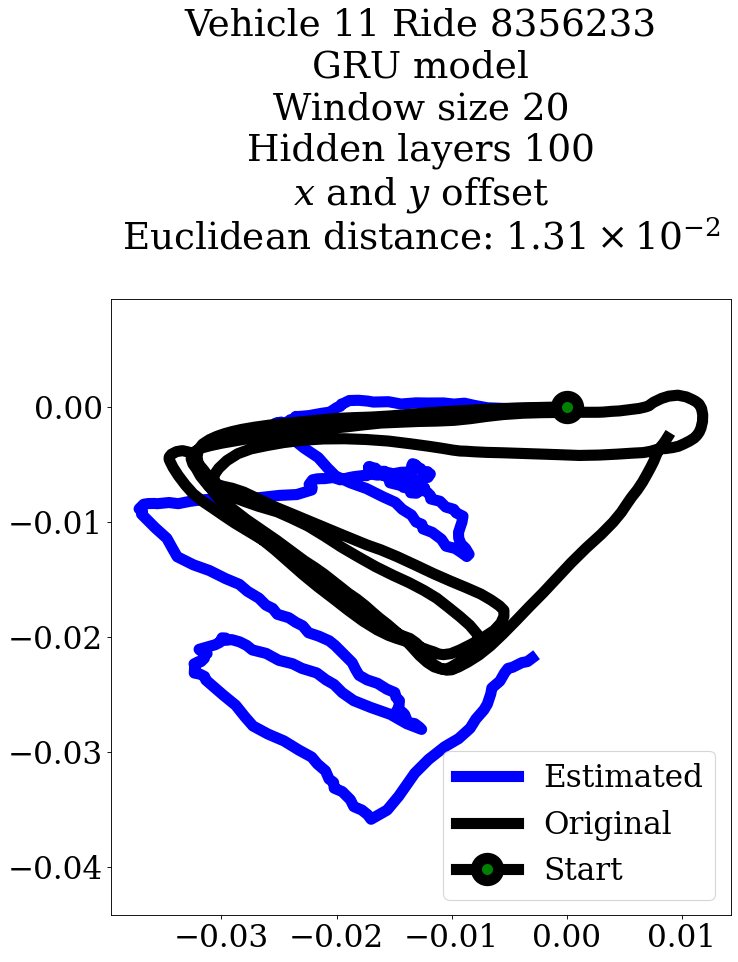 Vehicle 11 Ride 8356233
GRU model
Window size 20
Hidden layers 100
x and y offset
Euclidean distance: 1.31 × 10⁻²
0.00
−0.01
−0.02
−0.03
−0.04
Estimated
Original
Start
−0.03 −0.02 −0.01 0.00 0.01